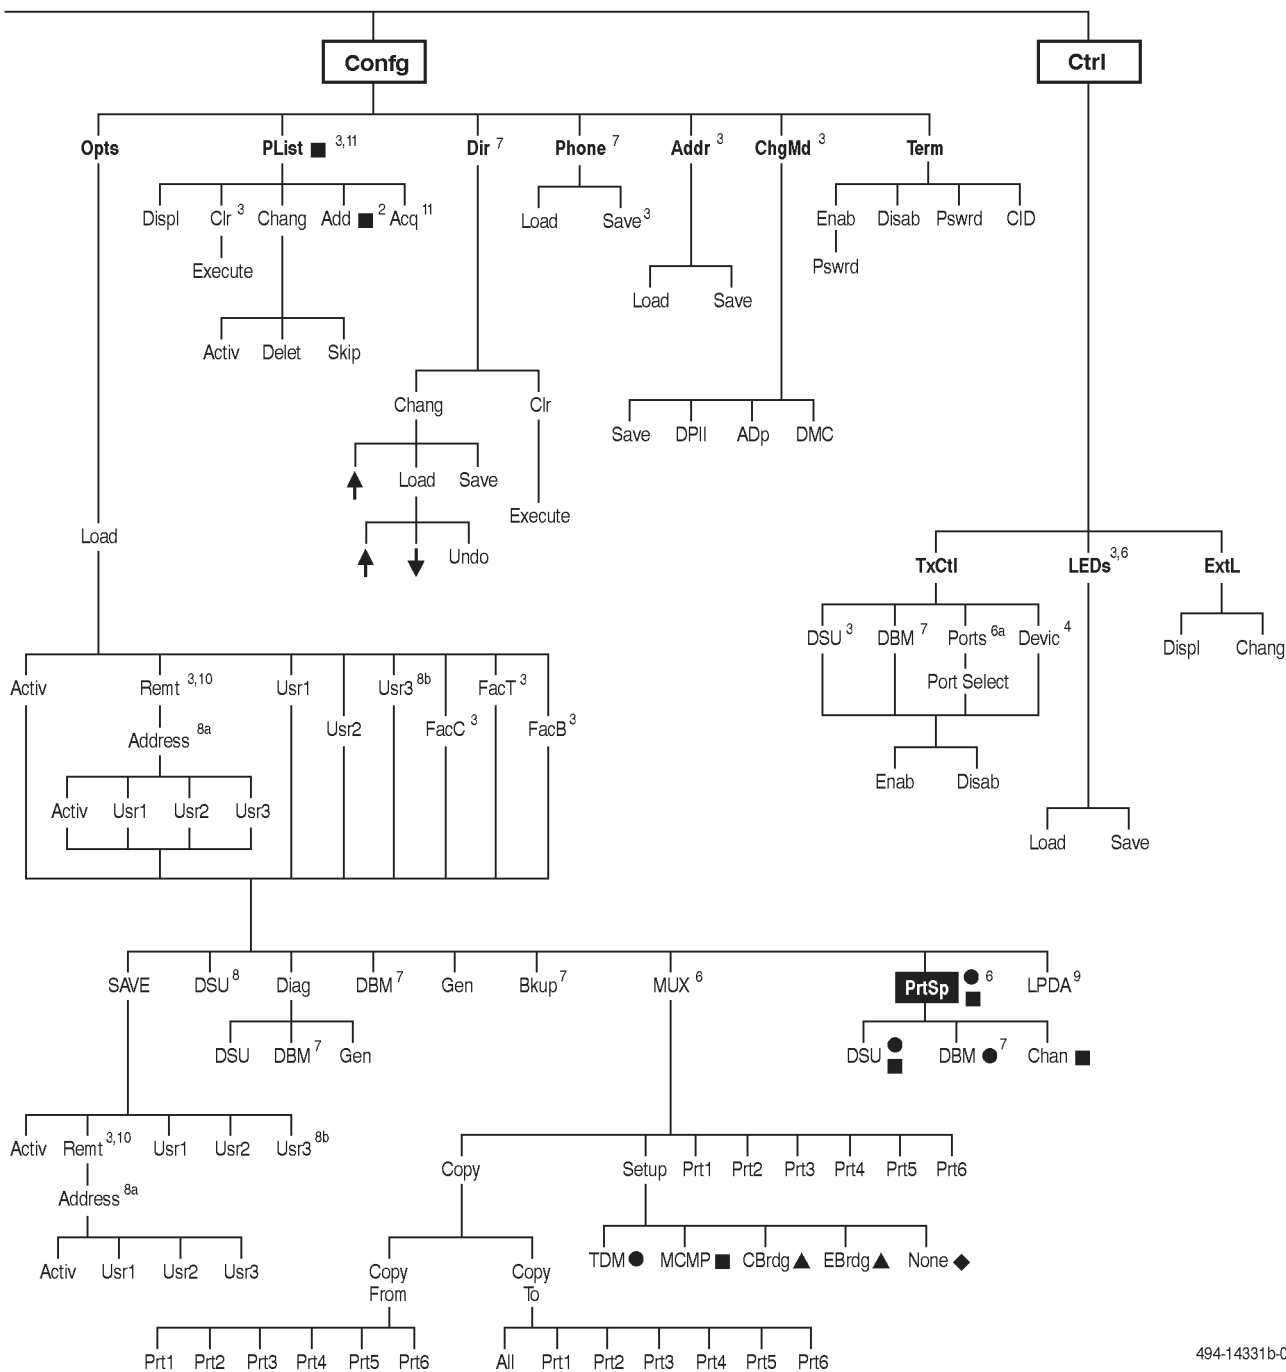 Confg
Ctrl
Opts
PList ■ 3,11
Dir 7
Phone 7
Addr 3
ChgMd 3
Term
Displ
Clr 3
Chang
Add ■ 2
Acq 11
Load
Save 3
Enab
Disab
Pswrd
CID
Execute
Pswrd
Load
Save
Activ
Delet
Skip
Chang
Clr
Save
DPII
ADp
DMC
Load
Save
Execute
Load
Undo
TxCtl
LEDs 3,6
ExtL
DSU 3
DBM 7
Ports 6a
Devic 4
Displ
Chang
Port Select
Activ
Remt 3,10
Usr1
Usr3 8b
FacT 3
Usr2
FacC 3
FacB 3
Address 8a
Enab
Disab
Activ
Usr1
Usr2
Usr3
Load
Save
SAVE
DSU 8
Diag
DBM 7
Gen
Bkup 7
MUX 6
PrtSp ● ■ 6
LPDA 9
DSU
DBM 7
Gen
DSU ● ■
DBM ● 7
Chan ■
Activ
Remt 3,10
Usr1
Usr2
Usr3 8b
Copy
Setup
Prt1
Prt2
Prt3
Prt4
Prt5
Prt6
Address 8a
Activ
Usr1
Usr2
Usr3
TDM ●
MCMP ■
CBrdg ▲
EBrdg ▲
None ◆
Copy
From
Copy
To
Prt1
Prt2
Prt3
Prt4
Prt5
Prt6
All
Prt1
Prt2
Prt3
Prt4
Prt5
Prt6
494-14331b-0